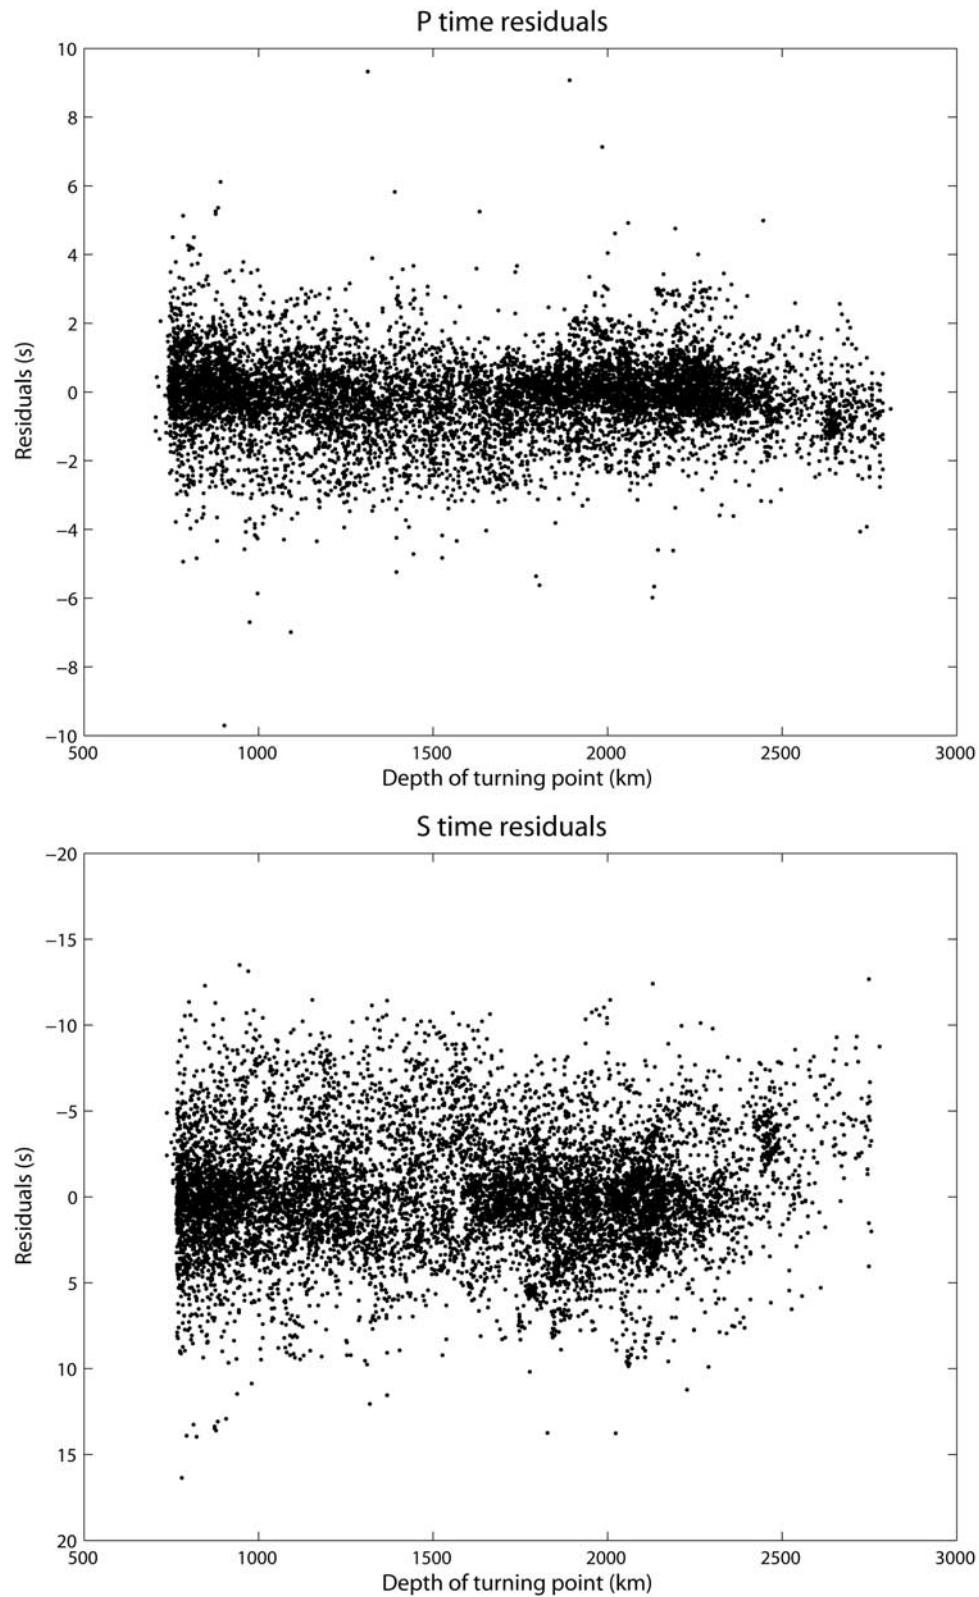 P time residuals
10
8
6
4
2
0
−2
−4
−6
−8
−10
Residuals (s)
500 1000 1500 2000 2500 3000
Depth of turning point (km)
S time residuals
−20
−15
−10
−5
0
5
10
15
20
Residuals (s)
500 1000 1500 2000 2500 3000
Depth of turning point (km)